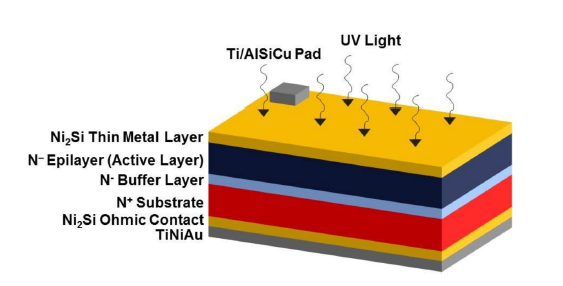 UV Light
Ti/AlSiCu Pad
Ni₂Si Thin Metal Layer
N⁻ Epilayer (Active Layer)
N⁻ Buffer Layer
N⁺ Substrate
Ni₂Si Ohmic Contact
TiNiAu